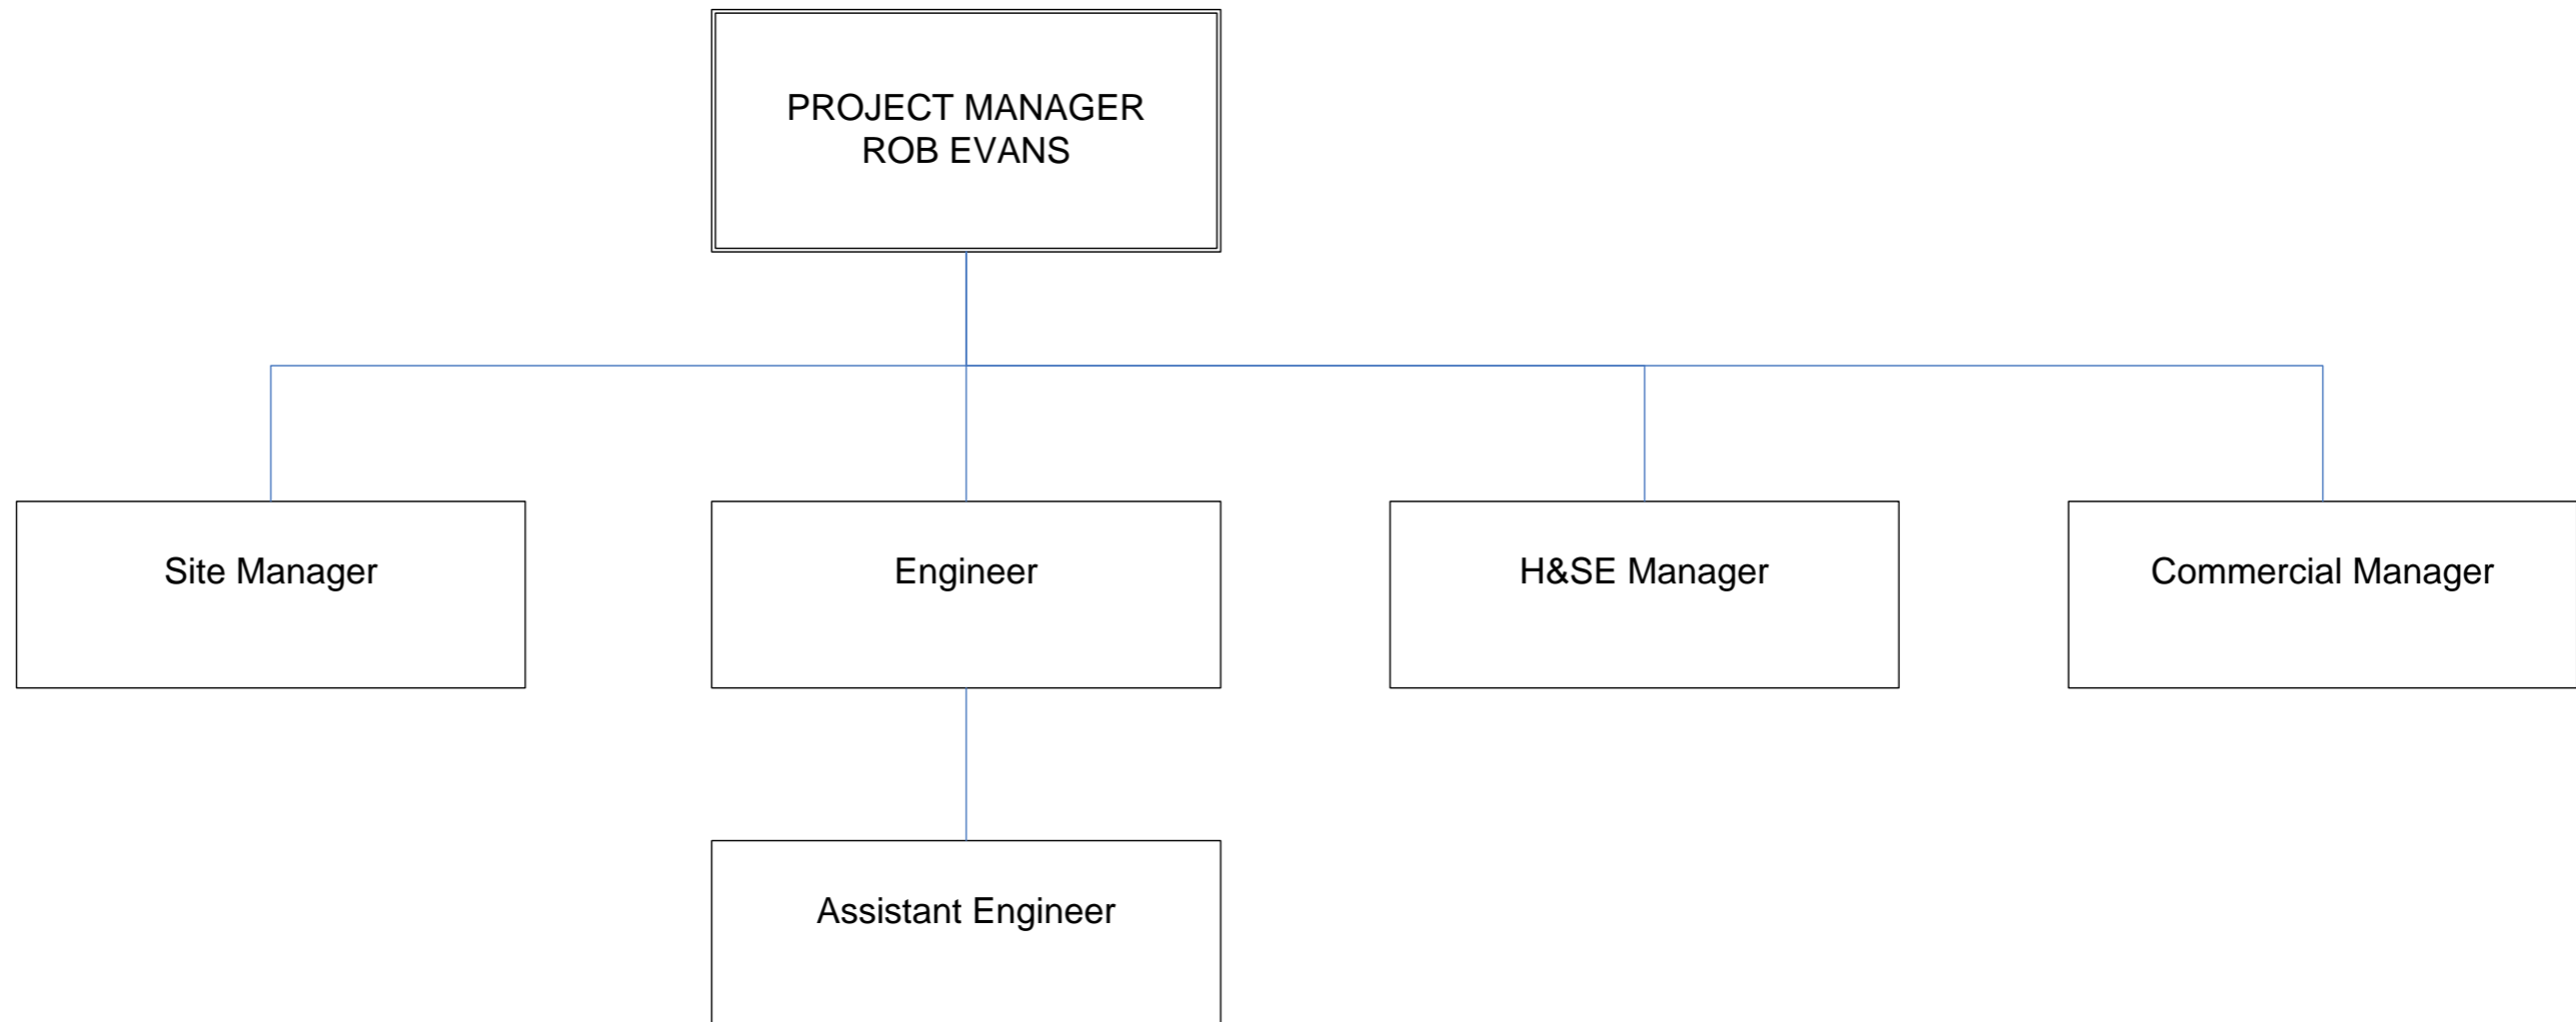 PROJECT MANAGER
ROB EVANS
Site Manager
Engineer
H&SE Manager
Commercial Manager
Assistant Engineer